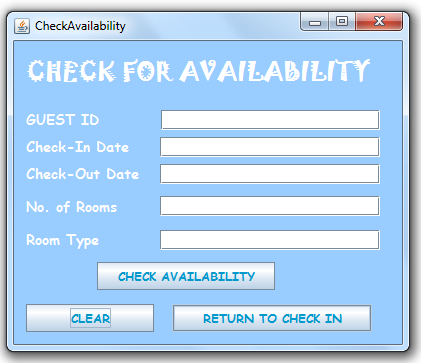 CheckAvailability
CHECK FOR AVAILABILITY
GUEST ID
Check-In Date
Check-Out Date
No. of Rooms
Room Type
CHECK AVAILABILITY
CLEAR RETURN TO CHECK IN